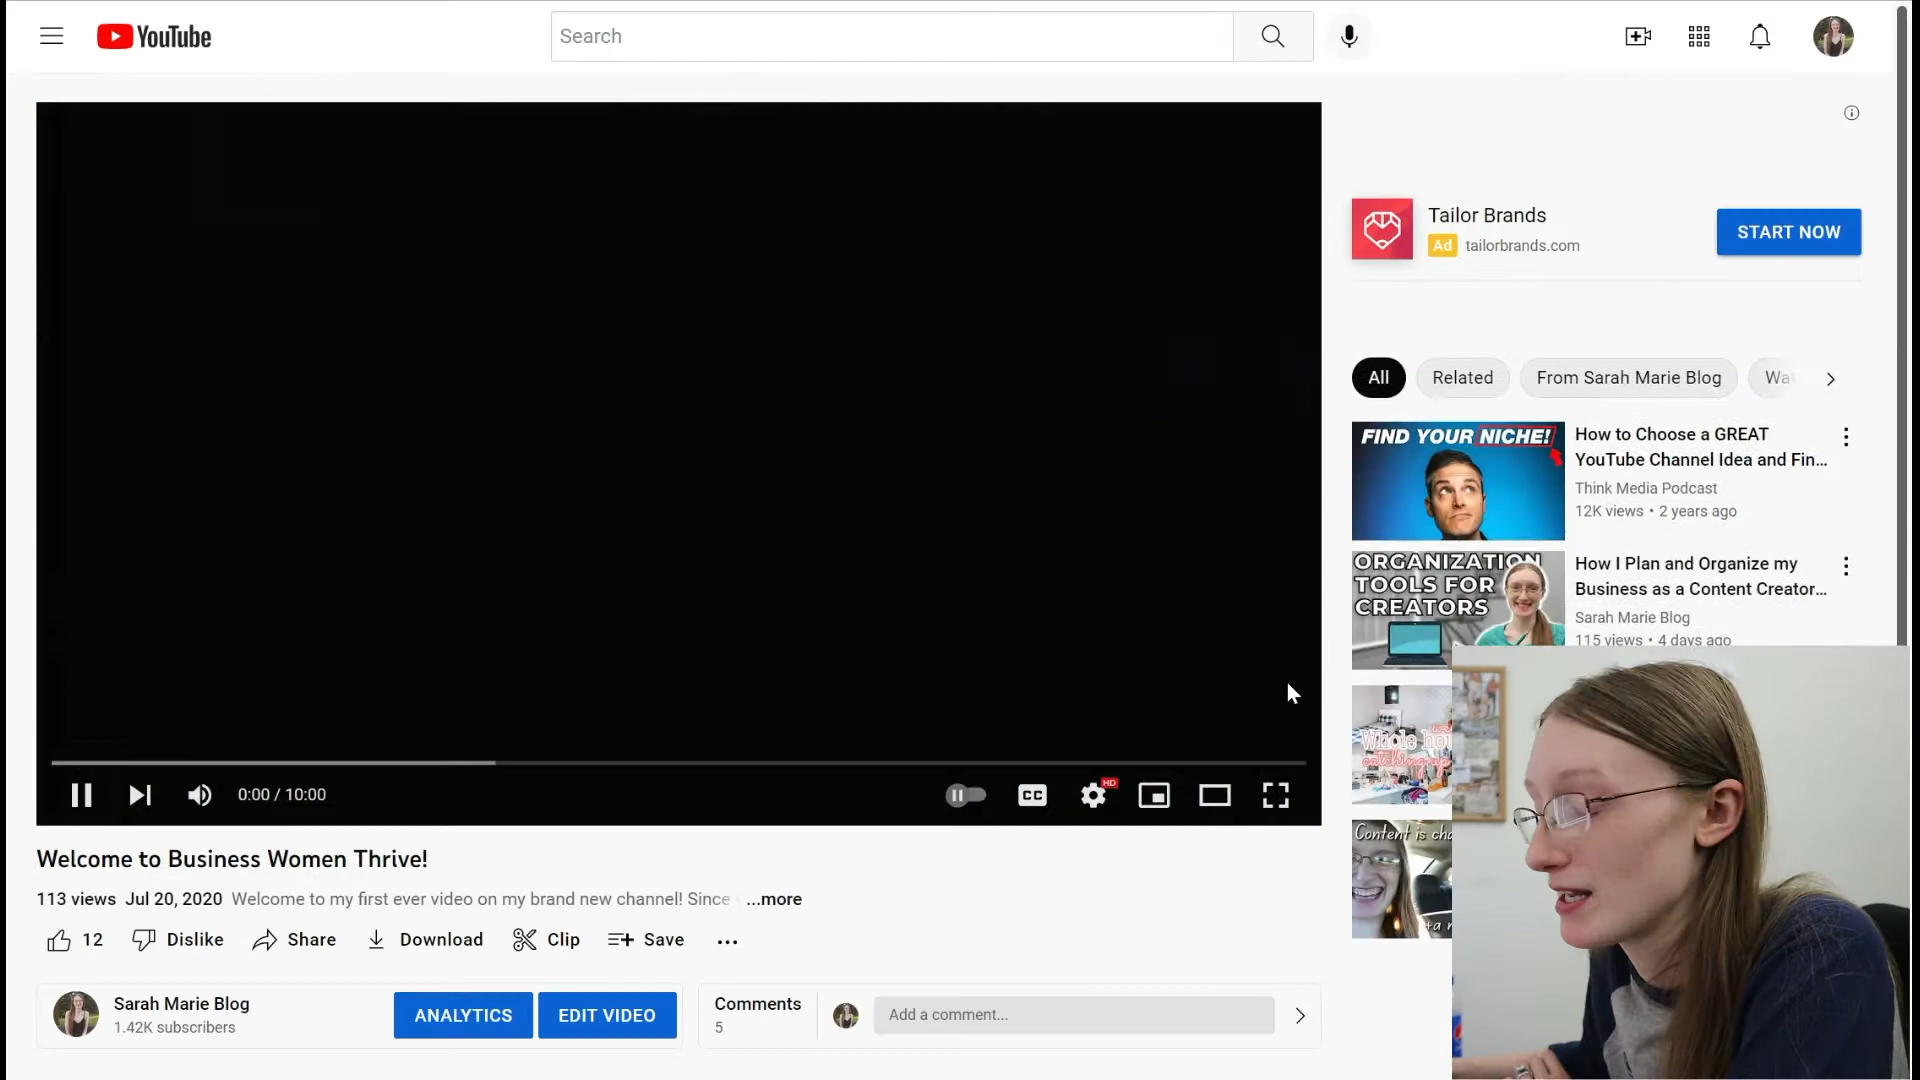 YouTube
Search
Tailor Brands
Ad tailorbrands.com
START NOW
All
Related
From Sarah Marie Blog
FIND YOUR NICHE!
How to Choose a GREAT
YouTube Channel Idea and Fin...
Think Media Podcast
12K views • 2 years ago
ORGANIZATION
TOOLS FOR
CREATORS
How I Plan and Organize my
Business as a Content Creator...
Sarah Marie Blog
115 views • 4 days ago
Whole
catching up
Content is
0:00 / 10:00
CC
HD
Welcome to Business Women Thrive!
113 views Jul 20, 2020 Welcome to my first ever video on my brand new channel! Since ...more
12
Dislike
Share
Download
Clip
Save
Sarah Marie Blog
1.42K subscribers
ANALYTICS
EDIT VIDEO
Comments
5
Add a comment...